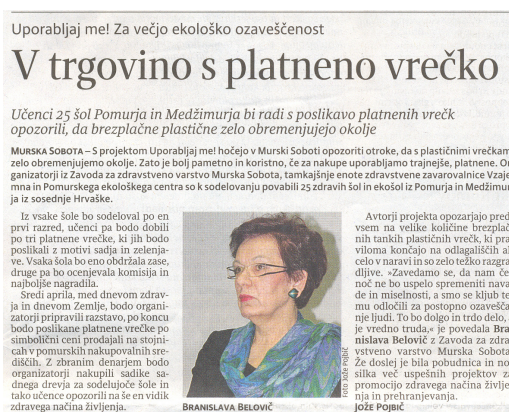 Uporabljaj me! Za večjo ekološko ozaveščenost
V trgovino s platneno vrečko
Učenci 25 šol Pomurja in Medžimurja bi radi s poslikavo platnenih vrečk
opozorili, da brezplačne plastične zelo obremenjujejo okolje
MURSKA SOBOTA – S projektom Uporabljaj me! hočejo v Murski Soboti opozoriti otroke, da s plastičnimi vrečkam
zelo obremenjujemo okolje. Zato je bolj pametno in koristno, če za nakupe uporabljamo trajnejše, platnene. Or
ganizatorji iz Zavoda za zdravstveno varstvo Murska Sobota, tamkajšnje enote zdravstvene zavarovalnice Vzaje
mna in Pomurskega ekološkega centra so k sodelovanju povabili 25 zdravih šol in ekošol iz Pomurja in Medžimur
ja iz sosednje Hrvaške.
Iz vsake šole bo sodeloval po en
prvi razred, učenci pa bodo dobili
po tri platnene vrečke, ki jih bodo
poslikali z motivi sadja in zelenja-
ve. Vsaka šola bo eno obdržala zase,
druge pa bo ocenjevala komisija in
najboljše nagradila.
Sredi aprila, med dnevom zdrav-
ja in dnevom Zemlje, bodo organi-
zatorji pripravili razstavo, po koncu
bodo poslikane platnene vrečke po
simbolični ceni prodajali na stojni-
cah v pomurskih nakupovalnih sre-
diščih. Z zbranim denarjem bodo
organizatorji nakupili sadike sa-
dnega drevja za sodelujoče šole in
tako učence opozorili na še en vidik
zdravega načina življenja.
Foto Jože Pojbič
BRANISLAVA BELOVIČ
Avtorji projekta opozarjajo pred
vsem na velike količine brezplač
nih tankih plastičnih vrečk, ki pra
viloma končajo na odlagališčih al
celo v naravi in so zelo težko razgra
dljive. »Zavedamo se, da nam če
noč ne bo uspelo spremeniti navad
in miselnosti, a smo se kljub te
mu odločili za postopno ozavešča
nje ljudi. To bo dolgo in trdo delo, a
je vredno truda,« je povedala Bra
nislava Belovič z Zavoda za zdra
vstveno varstvo Murska Sobota
Že doslej je bila pobudnica in no
silka več uspešnih projektov za
promocijo zdravega načina življe
nja in prehranjevanja.
JOŽE POJBIČ